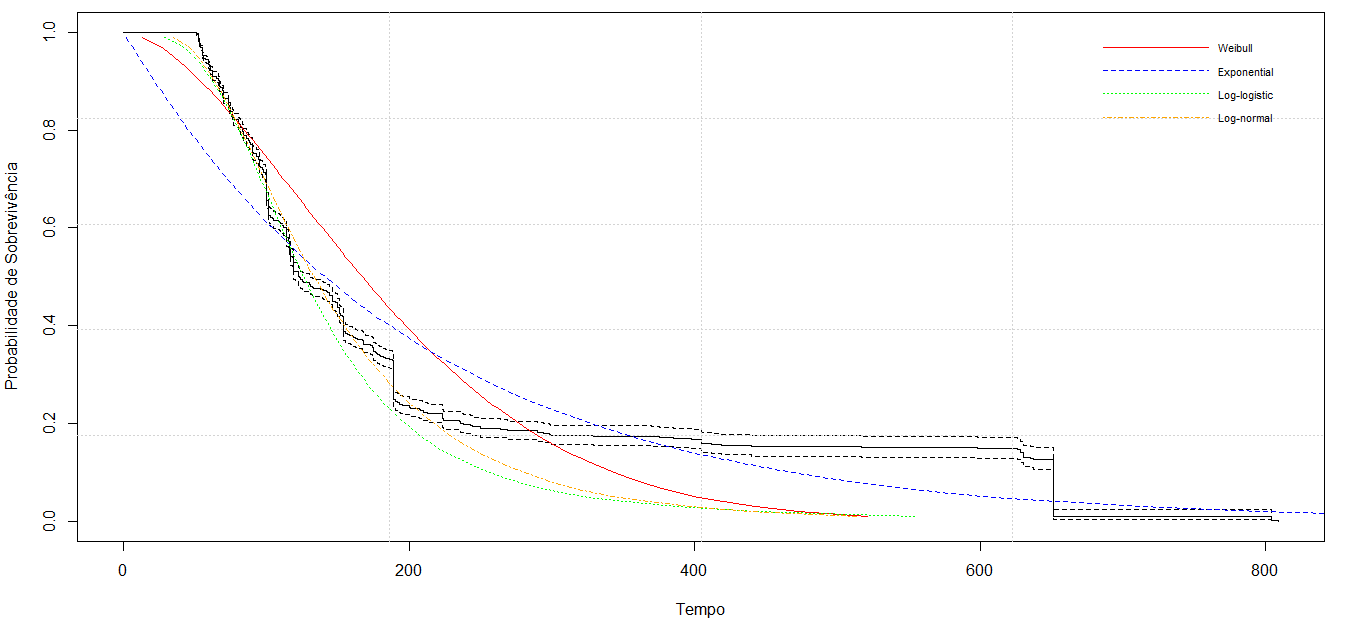 Weibull
Exponential
Log-logistic
Log-normal
Probabilidade de Sobrevivência
1.0
0.8
0.6
0.4
0.2
0.0
0 200 400 600 800
Tempo